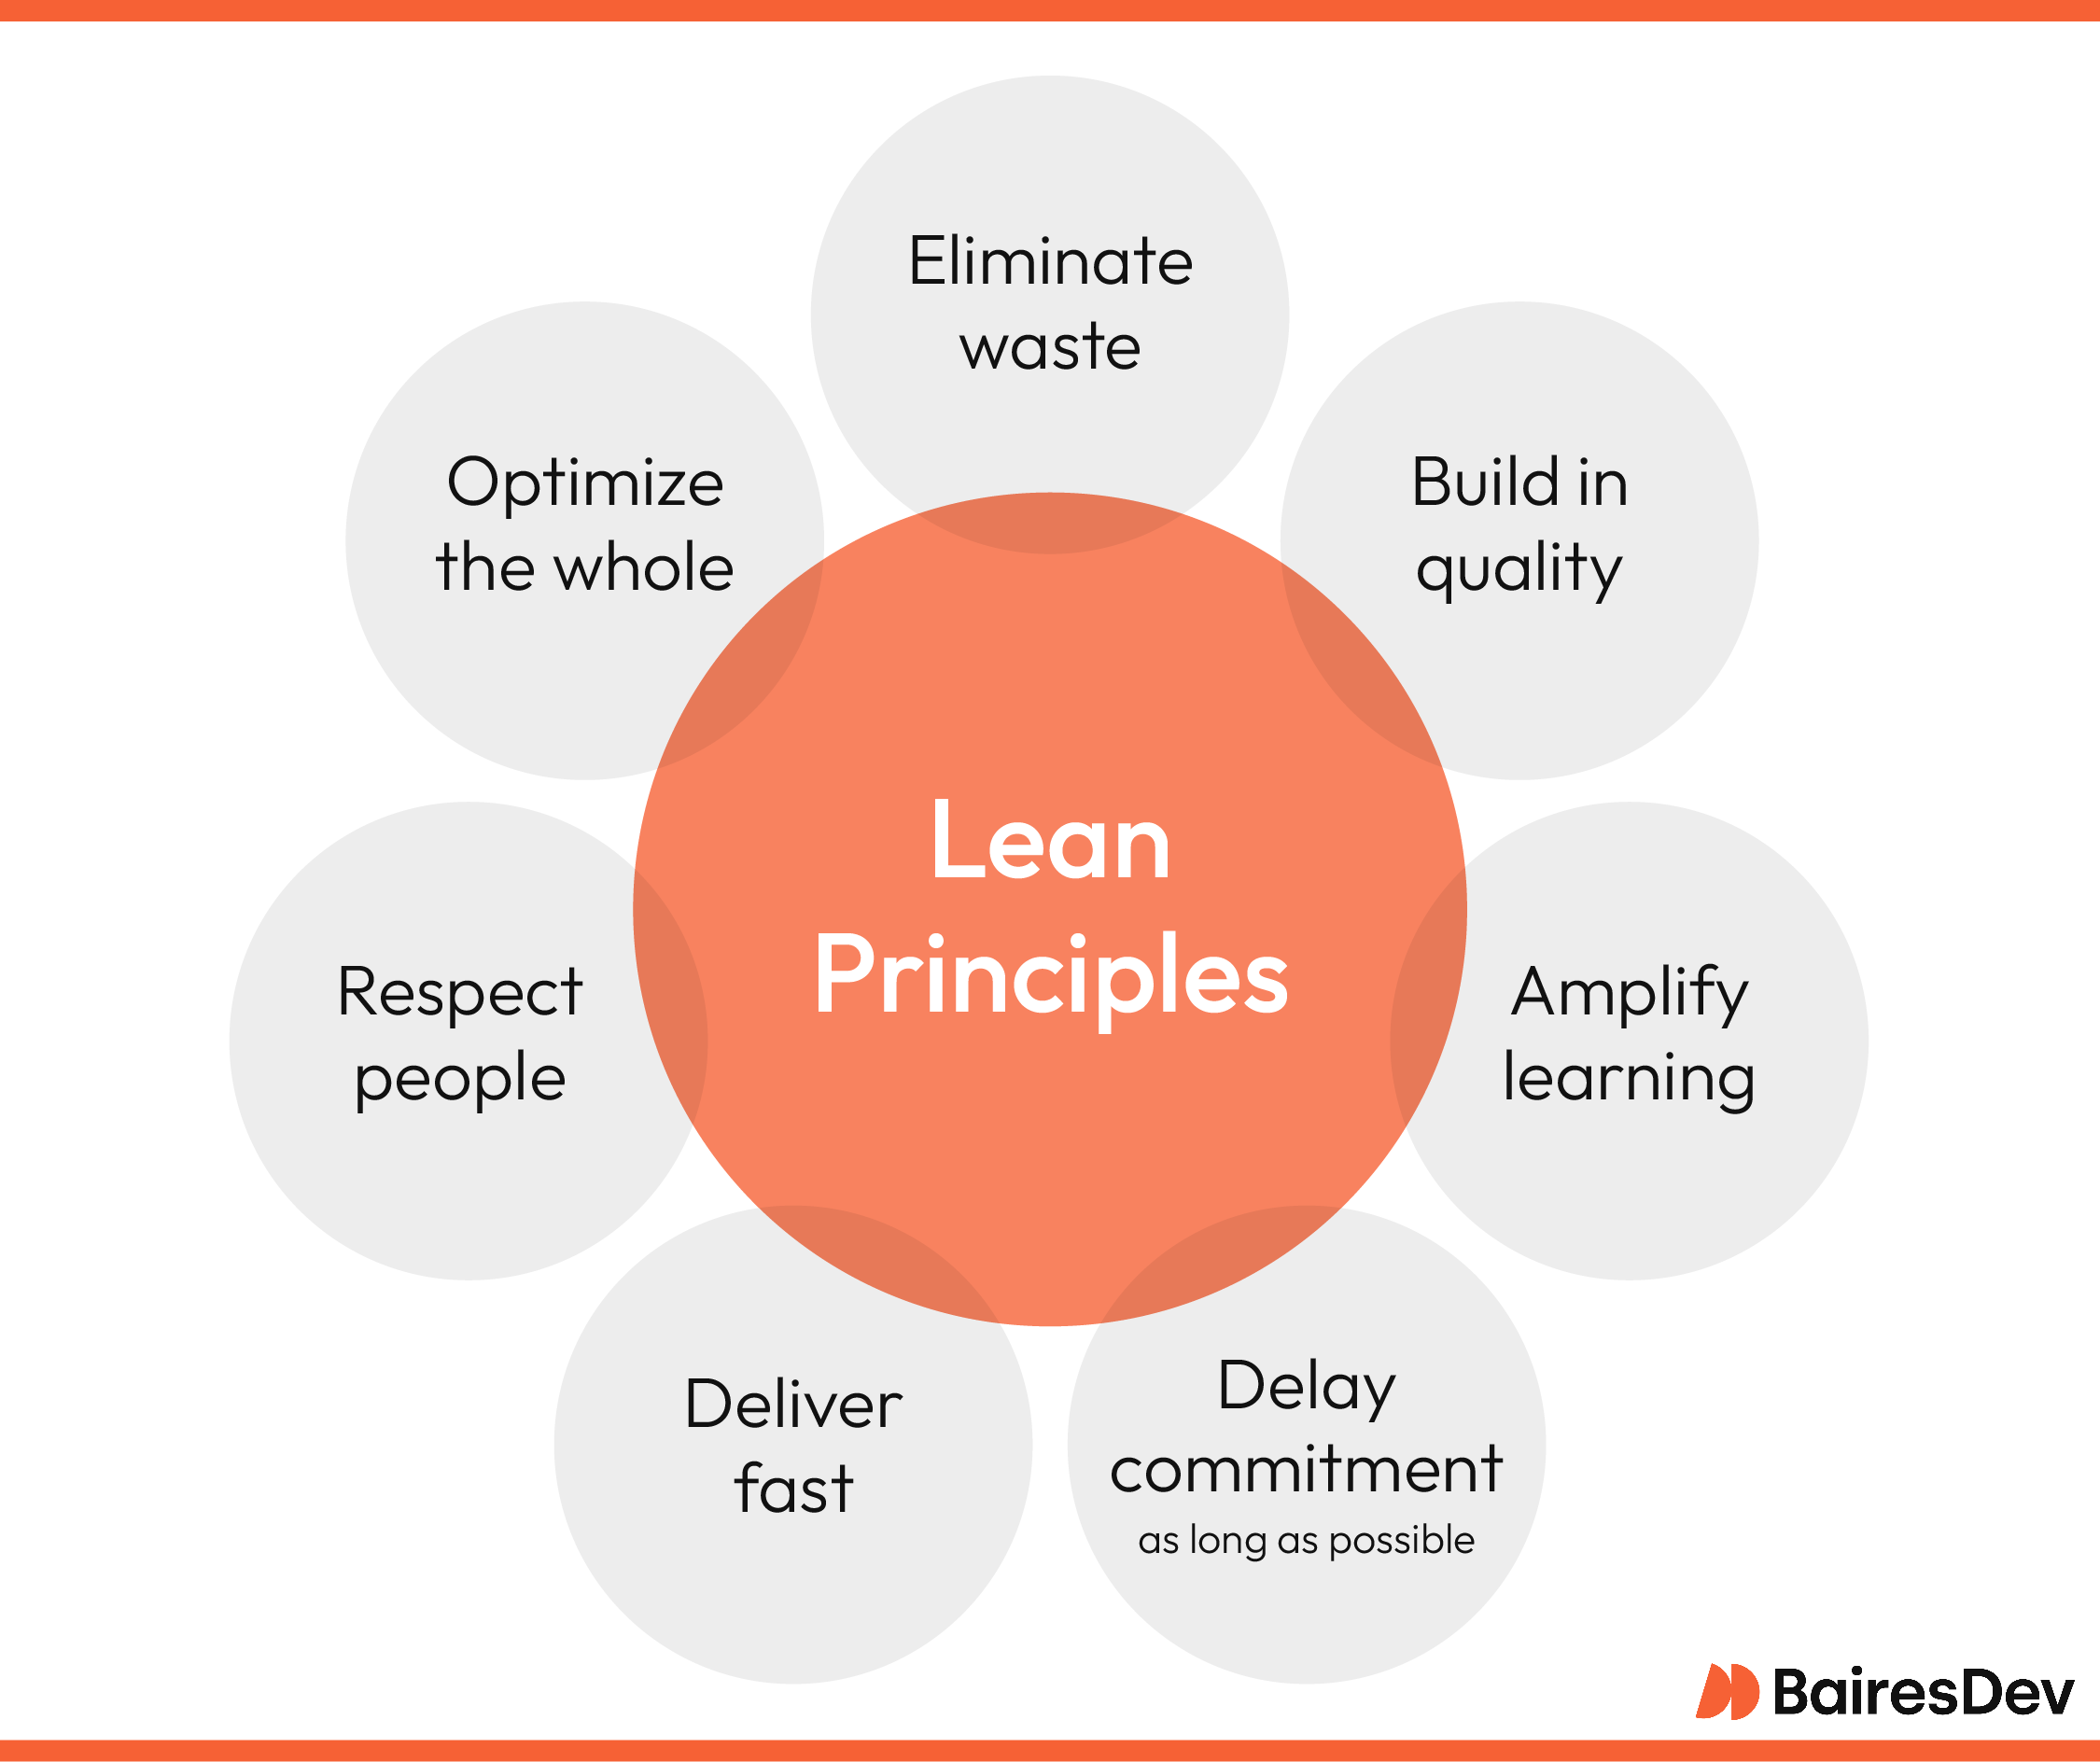 Eliminate
waste
Build in
quality
Amplify
learning
Delay
commitment
as long as possible
Deliver
fast
Respect
people
Optimize
the whole
Lean
Principles
BairesDev